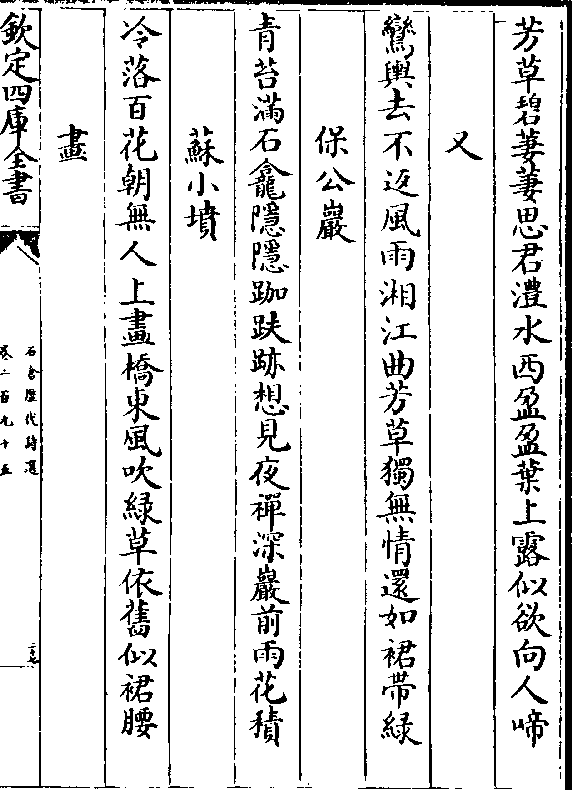 芳草碧萋萋思君澧水西盈盈葉上露似欲向人啼
又
鸞輿去不返風雨湘江曲芳草獨無情還如裙帶綠
保公巖
青苔滿石龕隱隱跏趺跡想見夜禪深巖前雨花積
蘇小墳
冷落百花朝無人上畫橋東風吹緑草依舊似裙腰
畫
欽定四庫全書
石倉歴代詩選
卷二百九十五